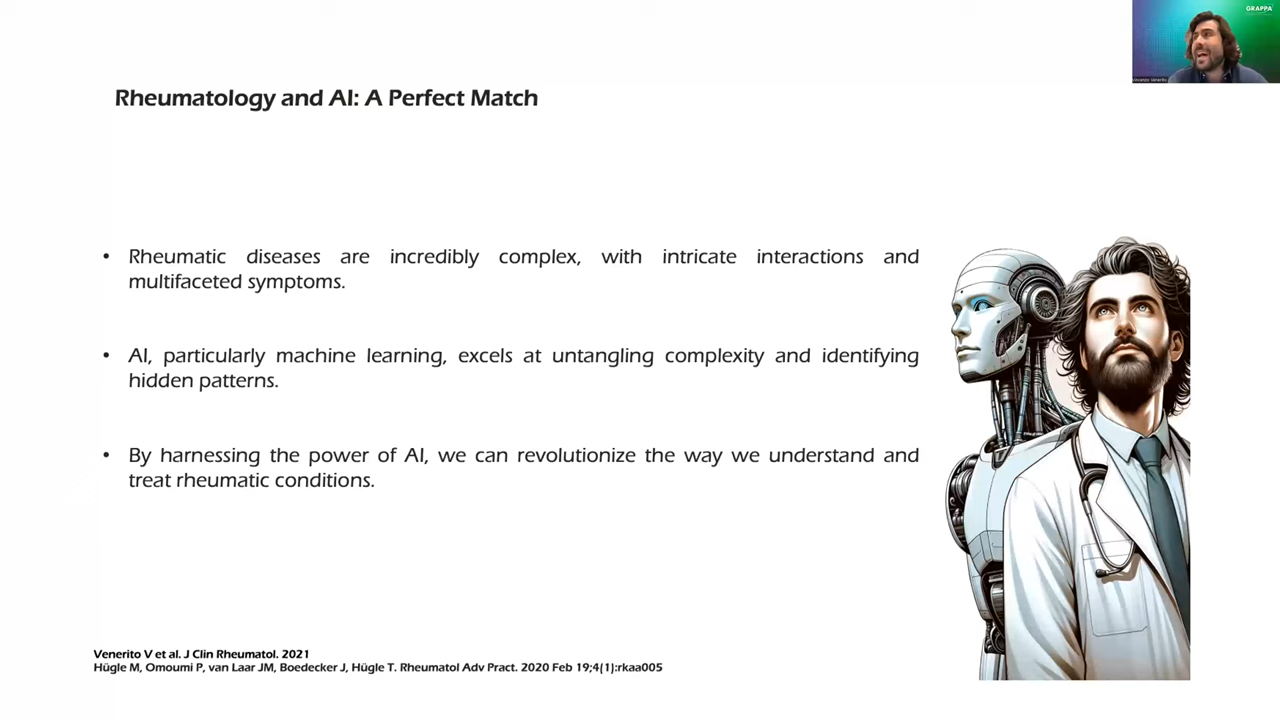 GRAPPA
Vincenzo Venerito
Rheumatology and AI: A Perfect Match
• Rheumatic diseases are incredibly complex, with intricate interactions and
multifaceted symptoms.
• AI, particularly machine learning, excels at untangling complexity and identifying
hidden patterns.
• By harnessing the power of AI, we can revolutionize the way we understand and
treat rheumatic conditions.
Venerito V et al. J Clin Rheumatol. 2021
Hügle M, Omoumi P, van Laar JM, Boedecker J, Hügle T. Rheumatol Adv Pract. 2020 Feb 19;4(1):rkaa005